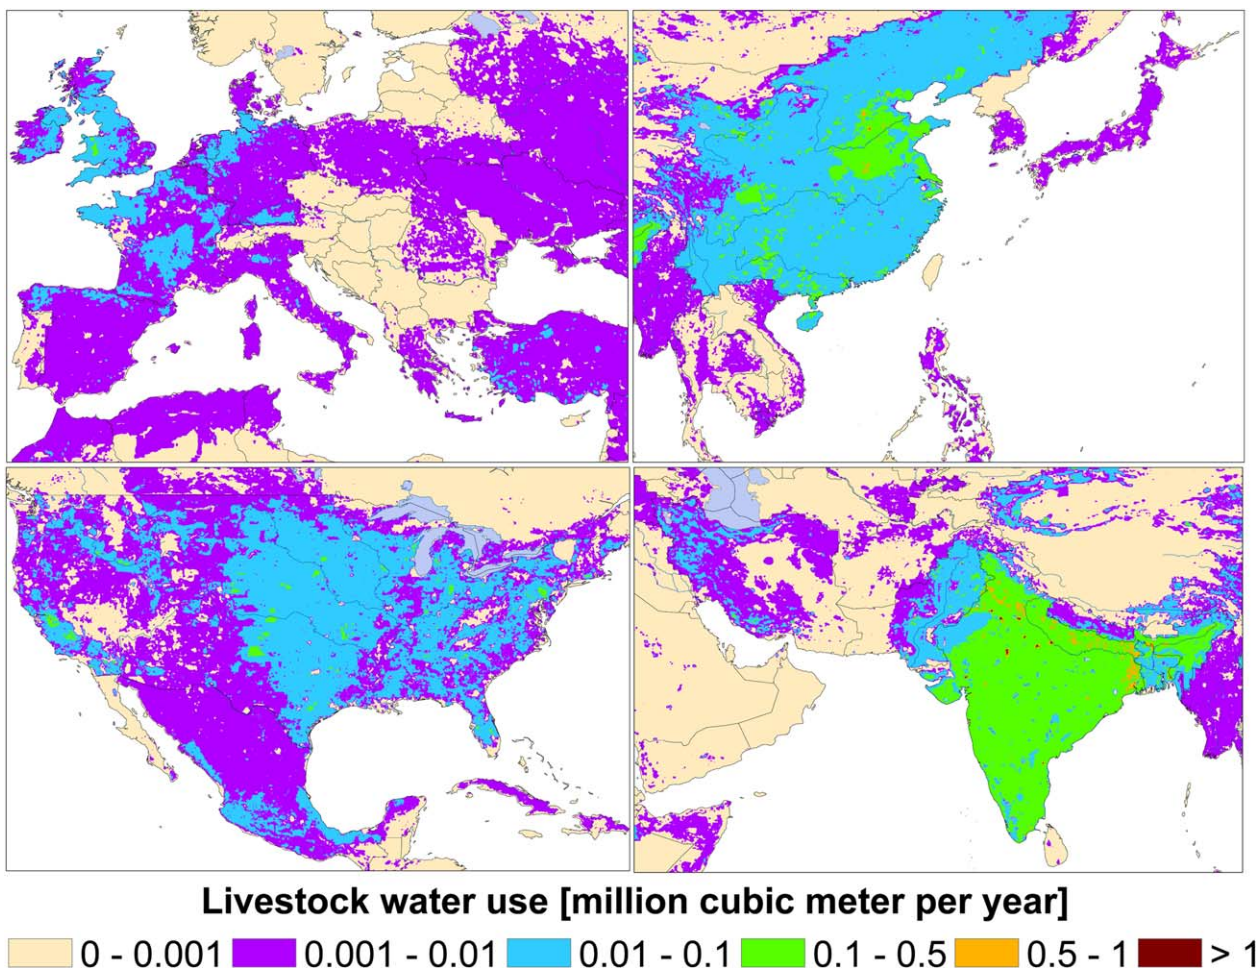 Livestock water use [million cubic meter per year]
0 - 0.001 0.001 - 0.01 0.01 - 0.1 0.1 - 0.5 0.5 - 1 > 1